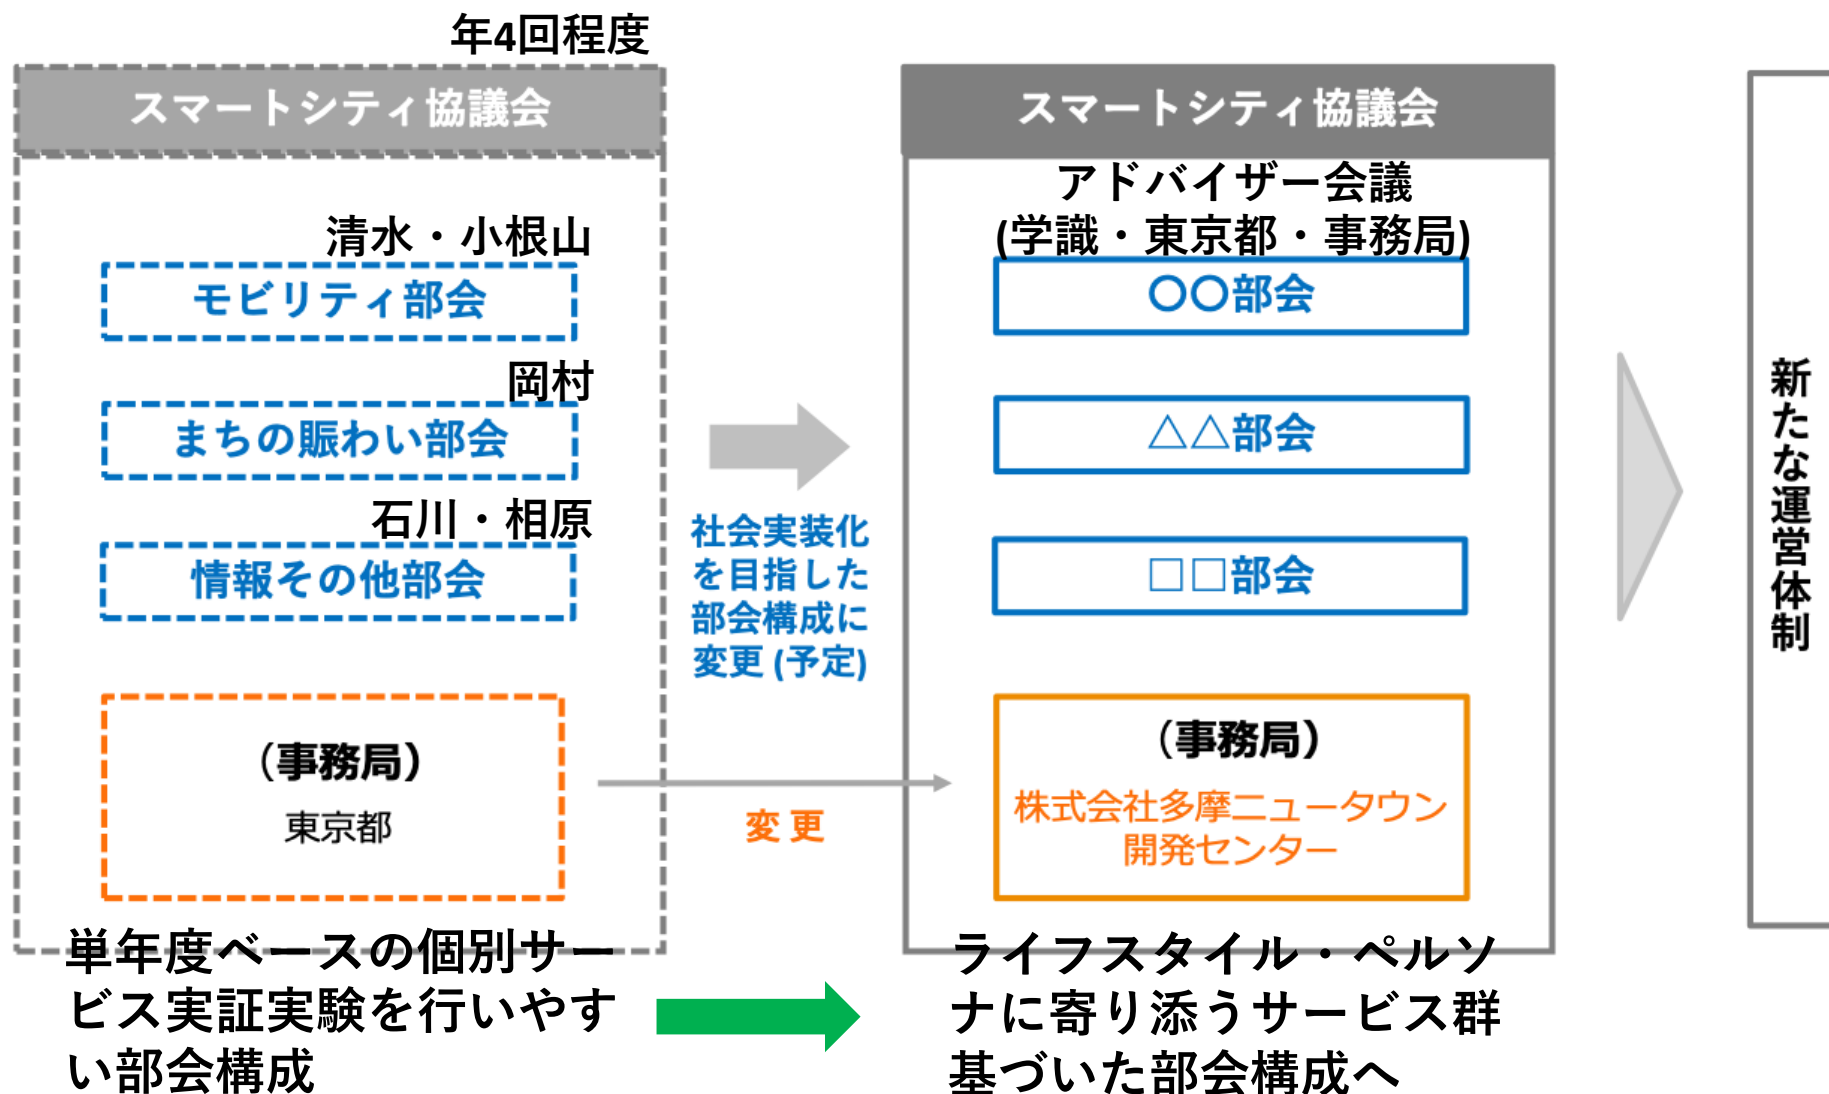 年4回程度
スマートシティ協議会
清水・小根山
モビリティ部会
岡村
まちの賑わい部会
石川・相原
情報その他部会
(事務局)
東京都
単年度ベースの個別サー
ビス実証実験を行いやす
い部会構成
社会実装化
を目指した
部会構成に
変更 (予定)
変 更
スマートシティ協議会
アドバイザー会議
(学識・東京都・事務局)
〇〇部会
△△部会
□□部会
(事務局)
株式会社多摩ニュータウン
開発センター
ライフスタイル・ペルソ
ナに寄り添うサービス群
基づいた部会構成へ
新たな運営体制